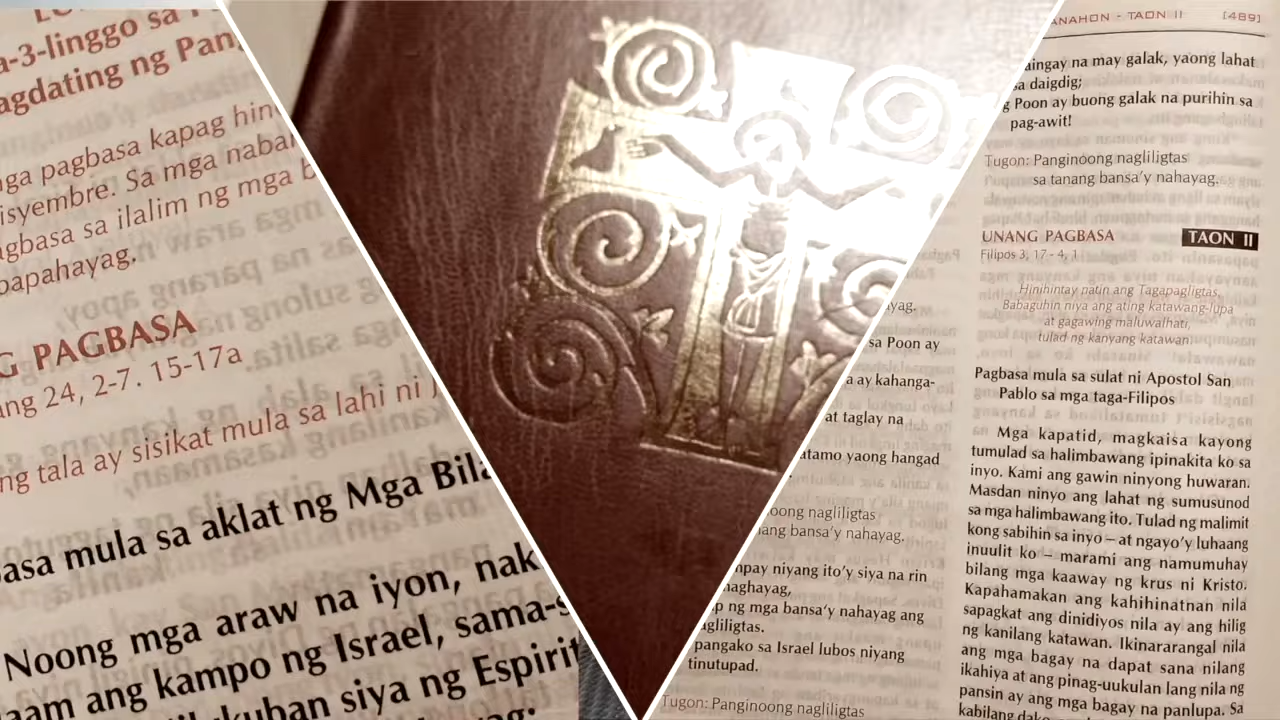 a-3-linggo sa
agdating ng Pan
nga pagbasa kapag hin
isyembre. Sa mga naba
agbasa sa ilalim ng mga b
papahayag.
G PAGBASA
ang 24, 2-7. 15-17a
ng tala ay sisikat mula sa lahi ni J
basa mula sa aklat ng Mga Bila
Noong mga araw na iyon, nak
ang kampo ng Israel, sama-s
siya ng Espirit
ayag.
sa Poon ay
a ay kahanga-
at taglay na
atamo yaong hangad
oong nagliligtas
ang bansa'y nahayag.
mpay niyang ito'y siya na rin
naghayag,
p ng mga bansa'y nahayag ang
agliligtas.
pangako sa Israel lubos niyang
tinutupad.
Tugon: Panginoong nagliligtas
ANAHON - TAON II [489]
aingay na may galak, yaong lahat
sa daigdig;
g Poon ay buong galak na purihin sa
pag-awit!
Tugon: Panginoong nagliligtas
sa tanang bansa'y nahayag.
UNANG PAGBASA TAON II
Filipos 3, 17 - 4, 1
Hinihintay natin ang Tagapagligtas,
Babaguhin niya ang ating katawang-lupa
at gagawing maluwalhati,
tulad ng kanyang katawan.
Pagbasa mula sa sulat ni Apostol San
Pablo sa mga taga-Filipos
Mga kapatid, magkaisa kayong
tumulad sa halimbawang ipinakita ko sa
inyo. Kami ang gawin ninyong huwaran.
Masdan ninyo ang lahat ng sumusunod
sa mga halimbawang ito. Tulad ng malimit
kong sabihin sa inyo – at ngayo'y luhaang
inuulit ko – marami ang namumuhay
bilang mga kaaway ng krus ni Kristo.
Kapahamakan ang kahihinatnan nila
sapagkat ang dinidiyos nila ay ang hilig
ng kanilang katawan. Ikinararangal nila
ang mga bagay na dapat sana nilang
ikahiya at ang pinag-uukulan lang nila ng
pansin ay ang mga bagay na panlupa. Sa
kabilang dako